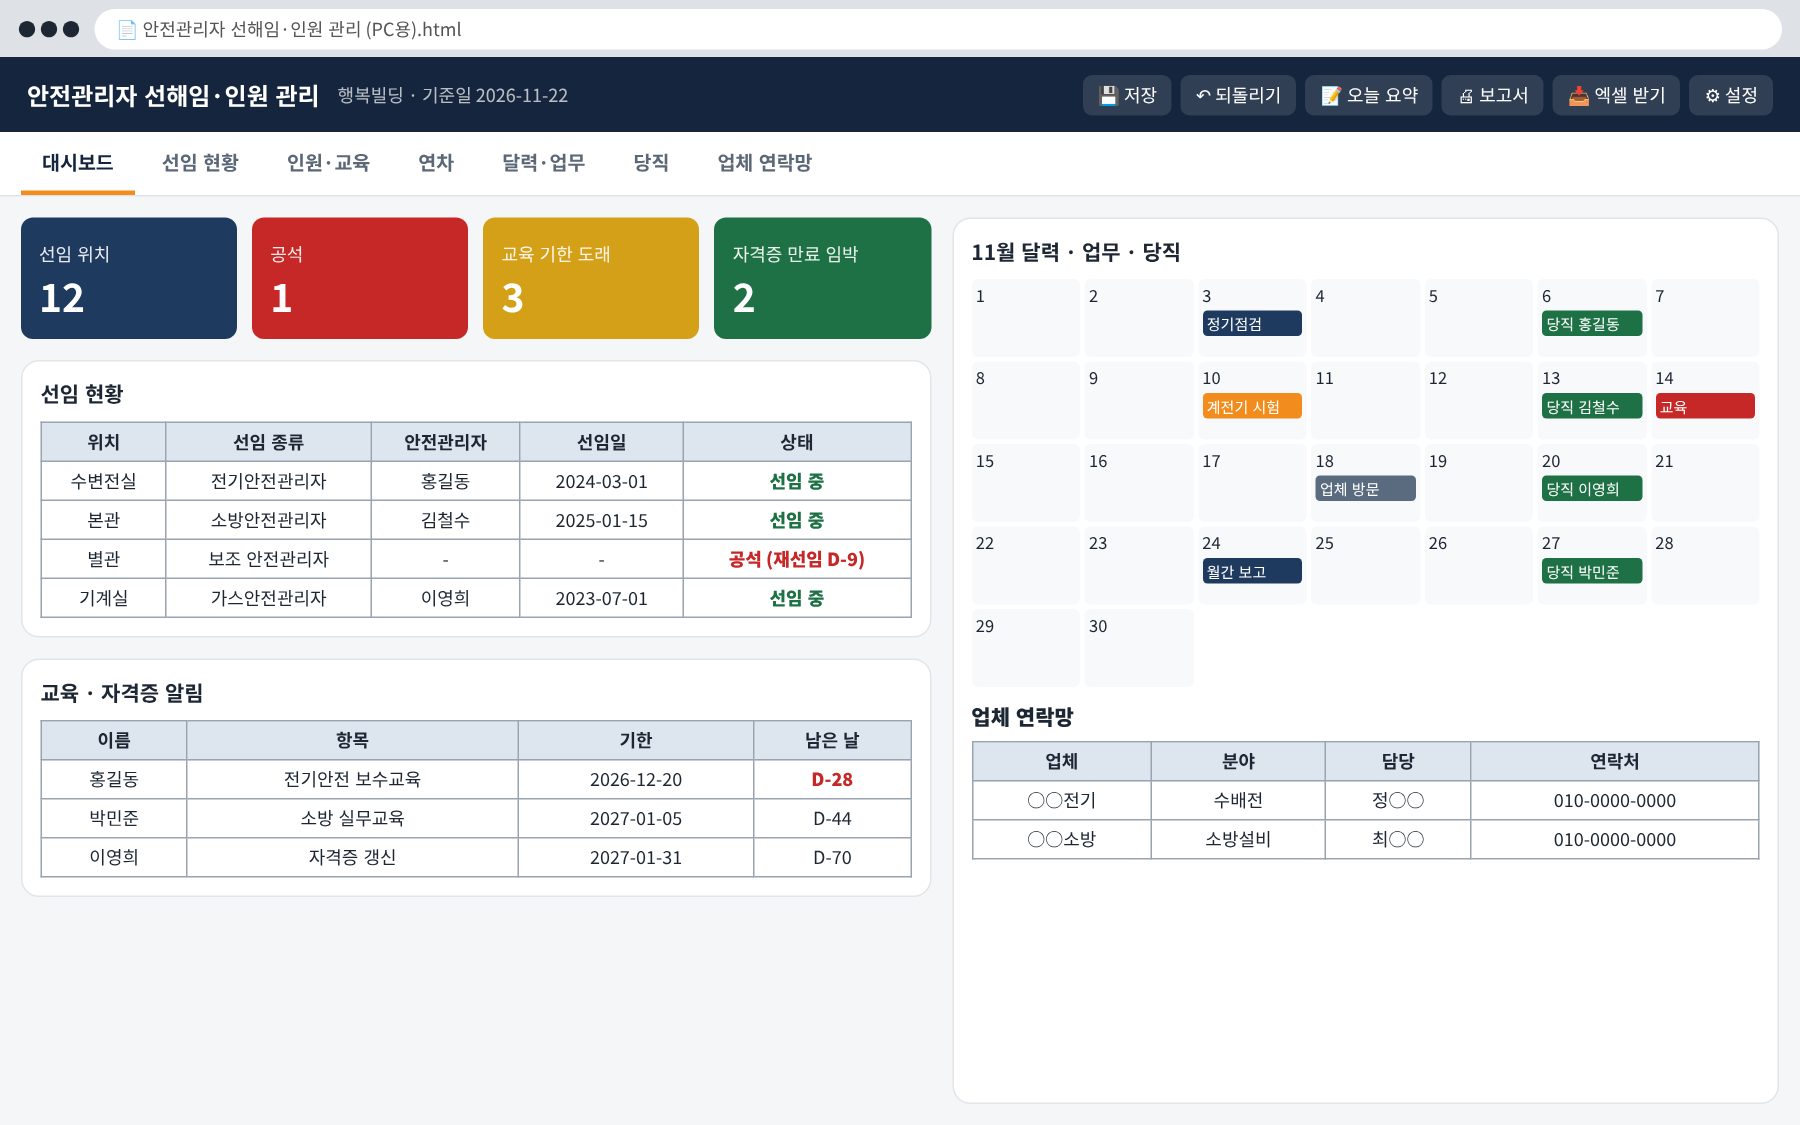 안전관리자 선해임·인원 관리 (PC용).html
안전관리자 선해임·인원 관리
행복빌딩 · 기준일 2026-11-22
저장
되돌리기
오늘 요약
보고서
엑셀 받기
설정
대시보드
선임 현황
인원·교육
연차
달력·업무
당직
업체 연락망
선임 위치
12
공석
1
교육 기한 도래
3
자격증 만료 임박
2
선임 현황
위치 선임 종류 안전관리자 선임일 상태
수변전실 전기안전관리자 홍길동 2024-03-01 선임 중
본관 소방안전관리자 김철수 2025-01-15 선임 중
별관 보조 안전관리자 - - 공석 (재선임 D-9)
기계실 가스안전관리자 이영희 2023-07-01 선임 중
교육 · 자격증 알림
이름 항목 기한 남은 날
홍길동 전기안전 보수교육 2026-12-20 D-28
박민준 소방 실무교육 2027-01-05 D-44
이영희 자격증 갱신 2027-01-31 D-70
11월 달력 · 업무 · 당직
1 2 3 4 5 6 7
정기점검 당직 홍길동
8 9 10 11 12 13 14
계전기 시험 당직 김철수 교육
15 16 17 18 19 20 21
업체 방문 당직 이영희
22 23 24 25 26 27 28
월간 보고 당직 박민준
29 30
업체 연락망
업체 분야 담당 연락처
○○전기 수배전 정○○ 010-0000-0000
○○소방 소방설비 최○○ 010-0000-0000